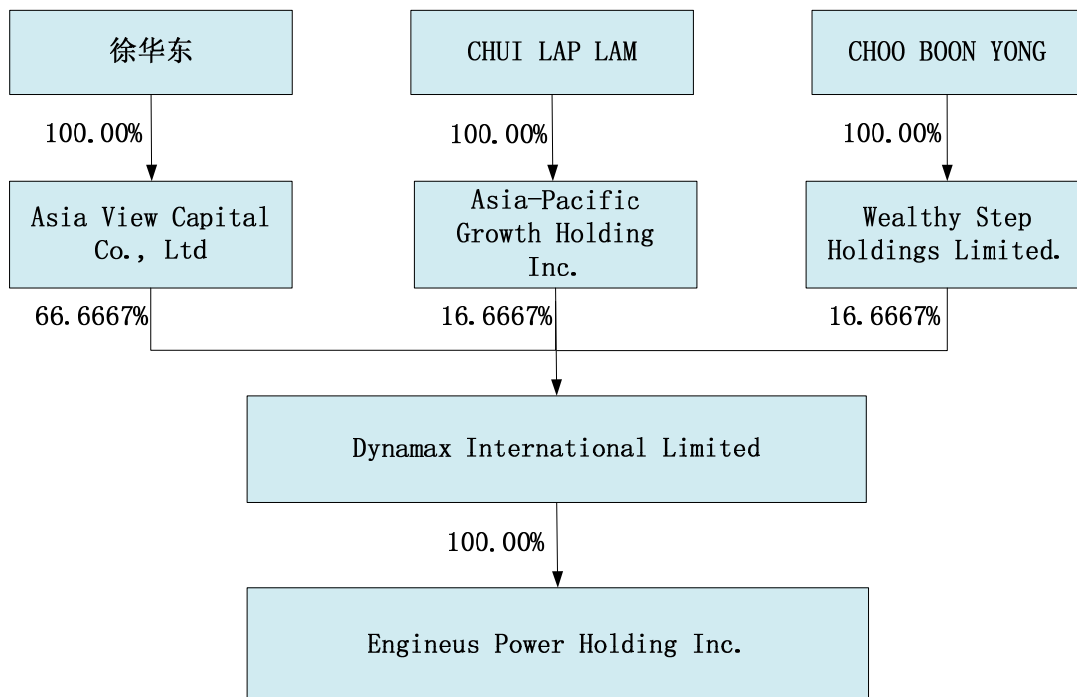 徐华东
CHUI LAP LAM
CHOO BOON YONG
100.00%
100.00%
100.00%
Asia View Capital
Co., Ltd
Asia-Pacific
Growth Holding
Inc.
Wealthy Step
Holdings Limited.
66.6667%
16.6667%
16.6667%
Dynamax International Limited
100.00%
Engineus Power Holding Inc.